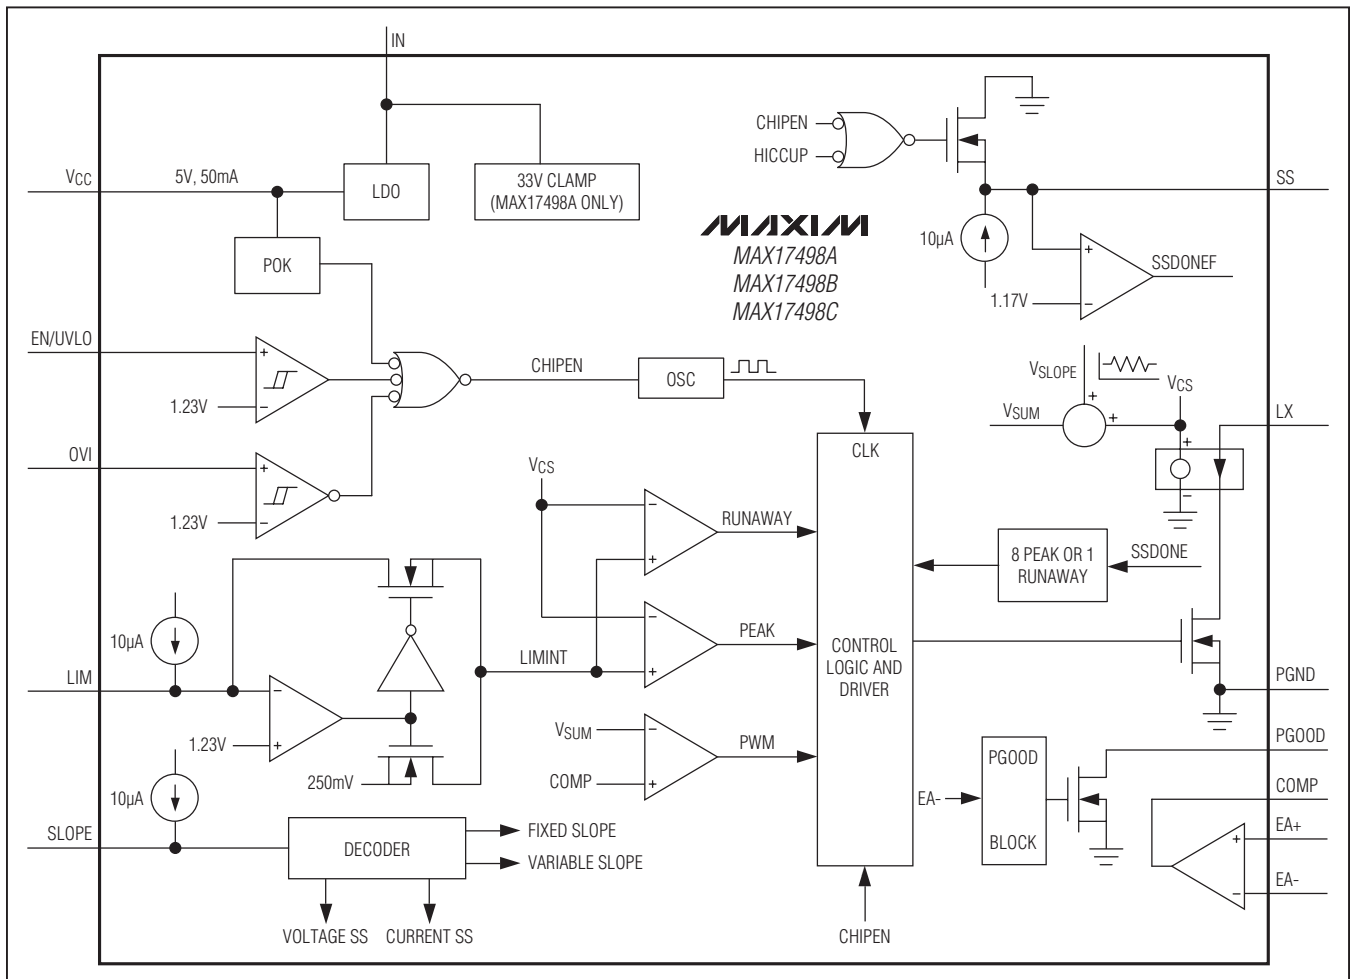 IN
VCC
5V, 50mA
LDO
33V CLAMP
(MAX17498A ONLY)
POK
CHIPEN
HICCUP
SS
10µA
SSDONEF
1.17V
MAXIM
MAX17498A
MAX17498B
MAX17498C
EN/UVLO
+
1.23V
−
CHIPEN
OSC
OVI
+
1.23V
−
VSLOPE
VCS
VSUM
+
+
+
−
LX
CLK
VCS
−
+
RUNAWAY
8 PEAK OR 1
RUNAWAY
SSDONE
10µA
LIM
−
+
1.23V
250mV
LIMINT
−
+
PEAK
CONTROL
LOGIC AND
DRIVER
PGND
VSUM
−
COMP
+
PWM
EA-
PGOOD
BLOCK
PGOOD
COMP
EA+
+
EA-
−
10µA
SLOPE
DECODER
FIXED SLOPE
VARIABLE SLOPE
VOLTAGE SS
CURRENT SS
CHIPEN
+
−